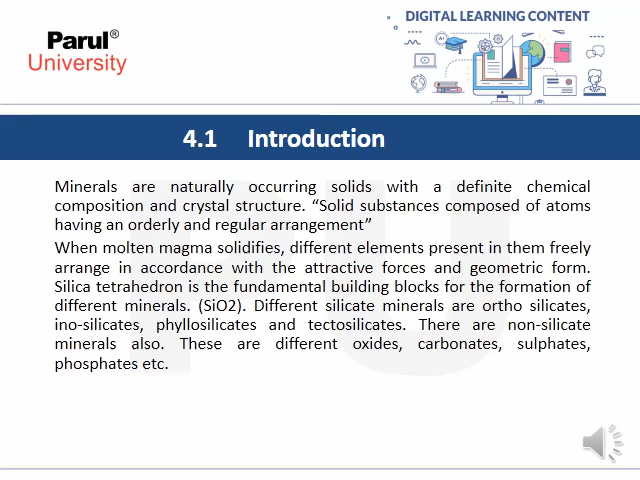 Parul®
University
DIGITAL LEARNING CONTENT
4.1 Introduction
Minerals are naturally occurring solids with a definite chemical
composition and crystal structure. “Solid substances composed of atoms
having an orderly and regular arrangement”
When molten magma solidifies, different elements present in them freely
arrange in accordance with the attractive forces and geometric form.
Silica tetrahedron is the fundamental building blocks for the formation of
different minerals. (SiO2). Different silicate minerals are ortho silicates,
ino-silicates, phyllosilicates and tectosilicates. There are non-silicate
minerals also. These are different oxides, carbonates, sulphates,
phosphates etc.
PU